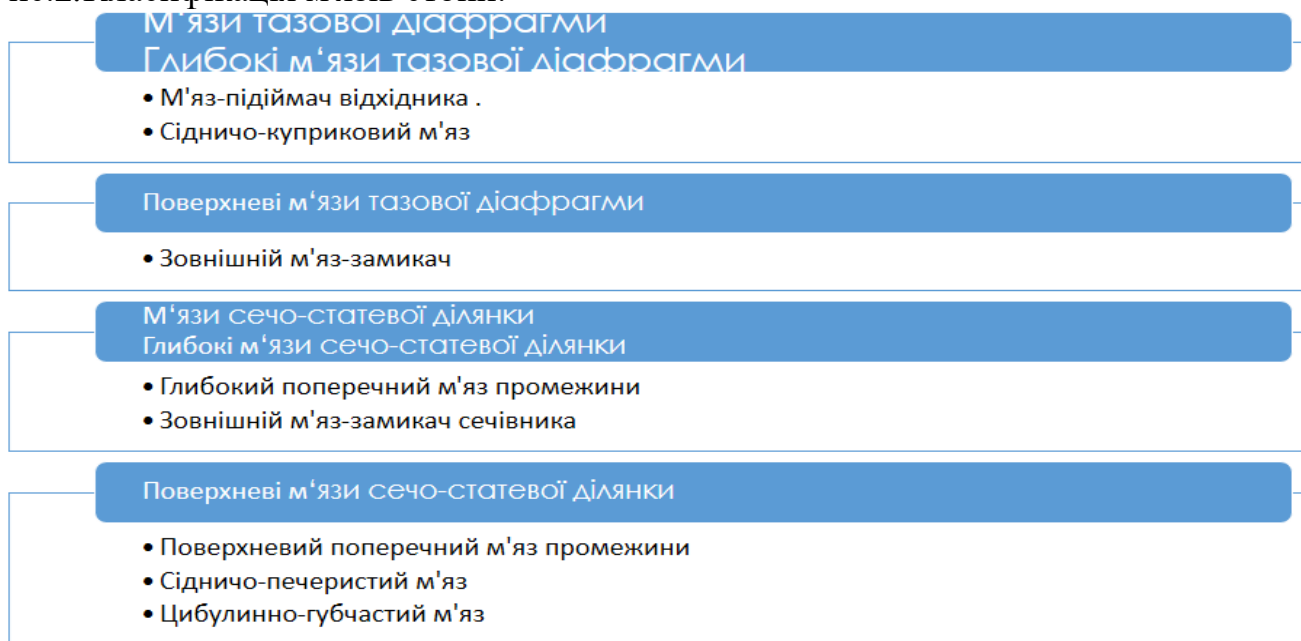 М'язи тазової діафрагми
Глибокі м‘язи тазової діафрагми
• М'яз-підіймач відхідника .
• Сідничо-куприковий м'яз
Поверхневі м‘язи тазової діафрагми
• Зовнішній м'яз-замикач
М‘язи сечо-статевої ділянки
Глибокі м‘язи сечо-статевої ділянки
• Глибокий поперечний м'яз промежини
• Зовнішній м'яз-замикач сечівника
Поверхневі м‘язи сечо-статевої ділянки
• Поверхневий поперечний м'яз промежини
• Сідничо-печеристий м'яз
• Цибулинно-губчастий м'яз